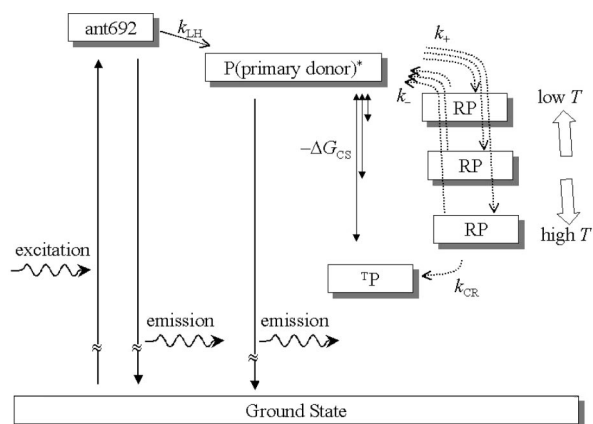 ant692
k_LH
P(primary donor)*
k_+
k_-
RP
low T
−ΔG_CS
RP
RP
high T
excitation
ᵀP
k_CR
emission
emission
Ground State